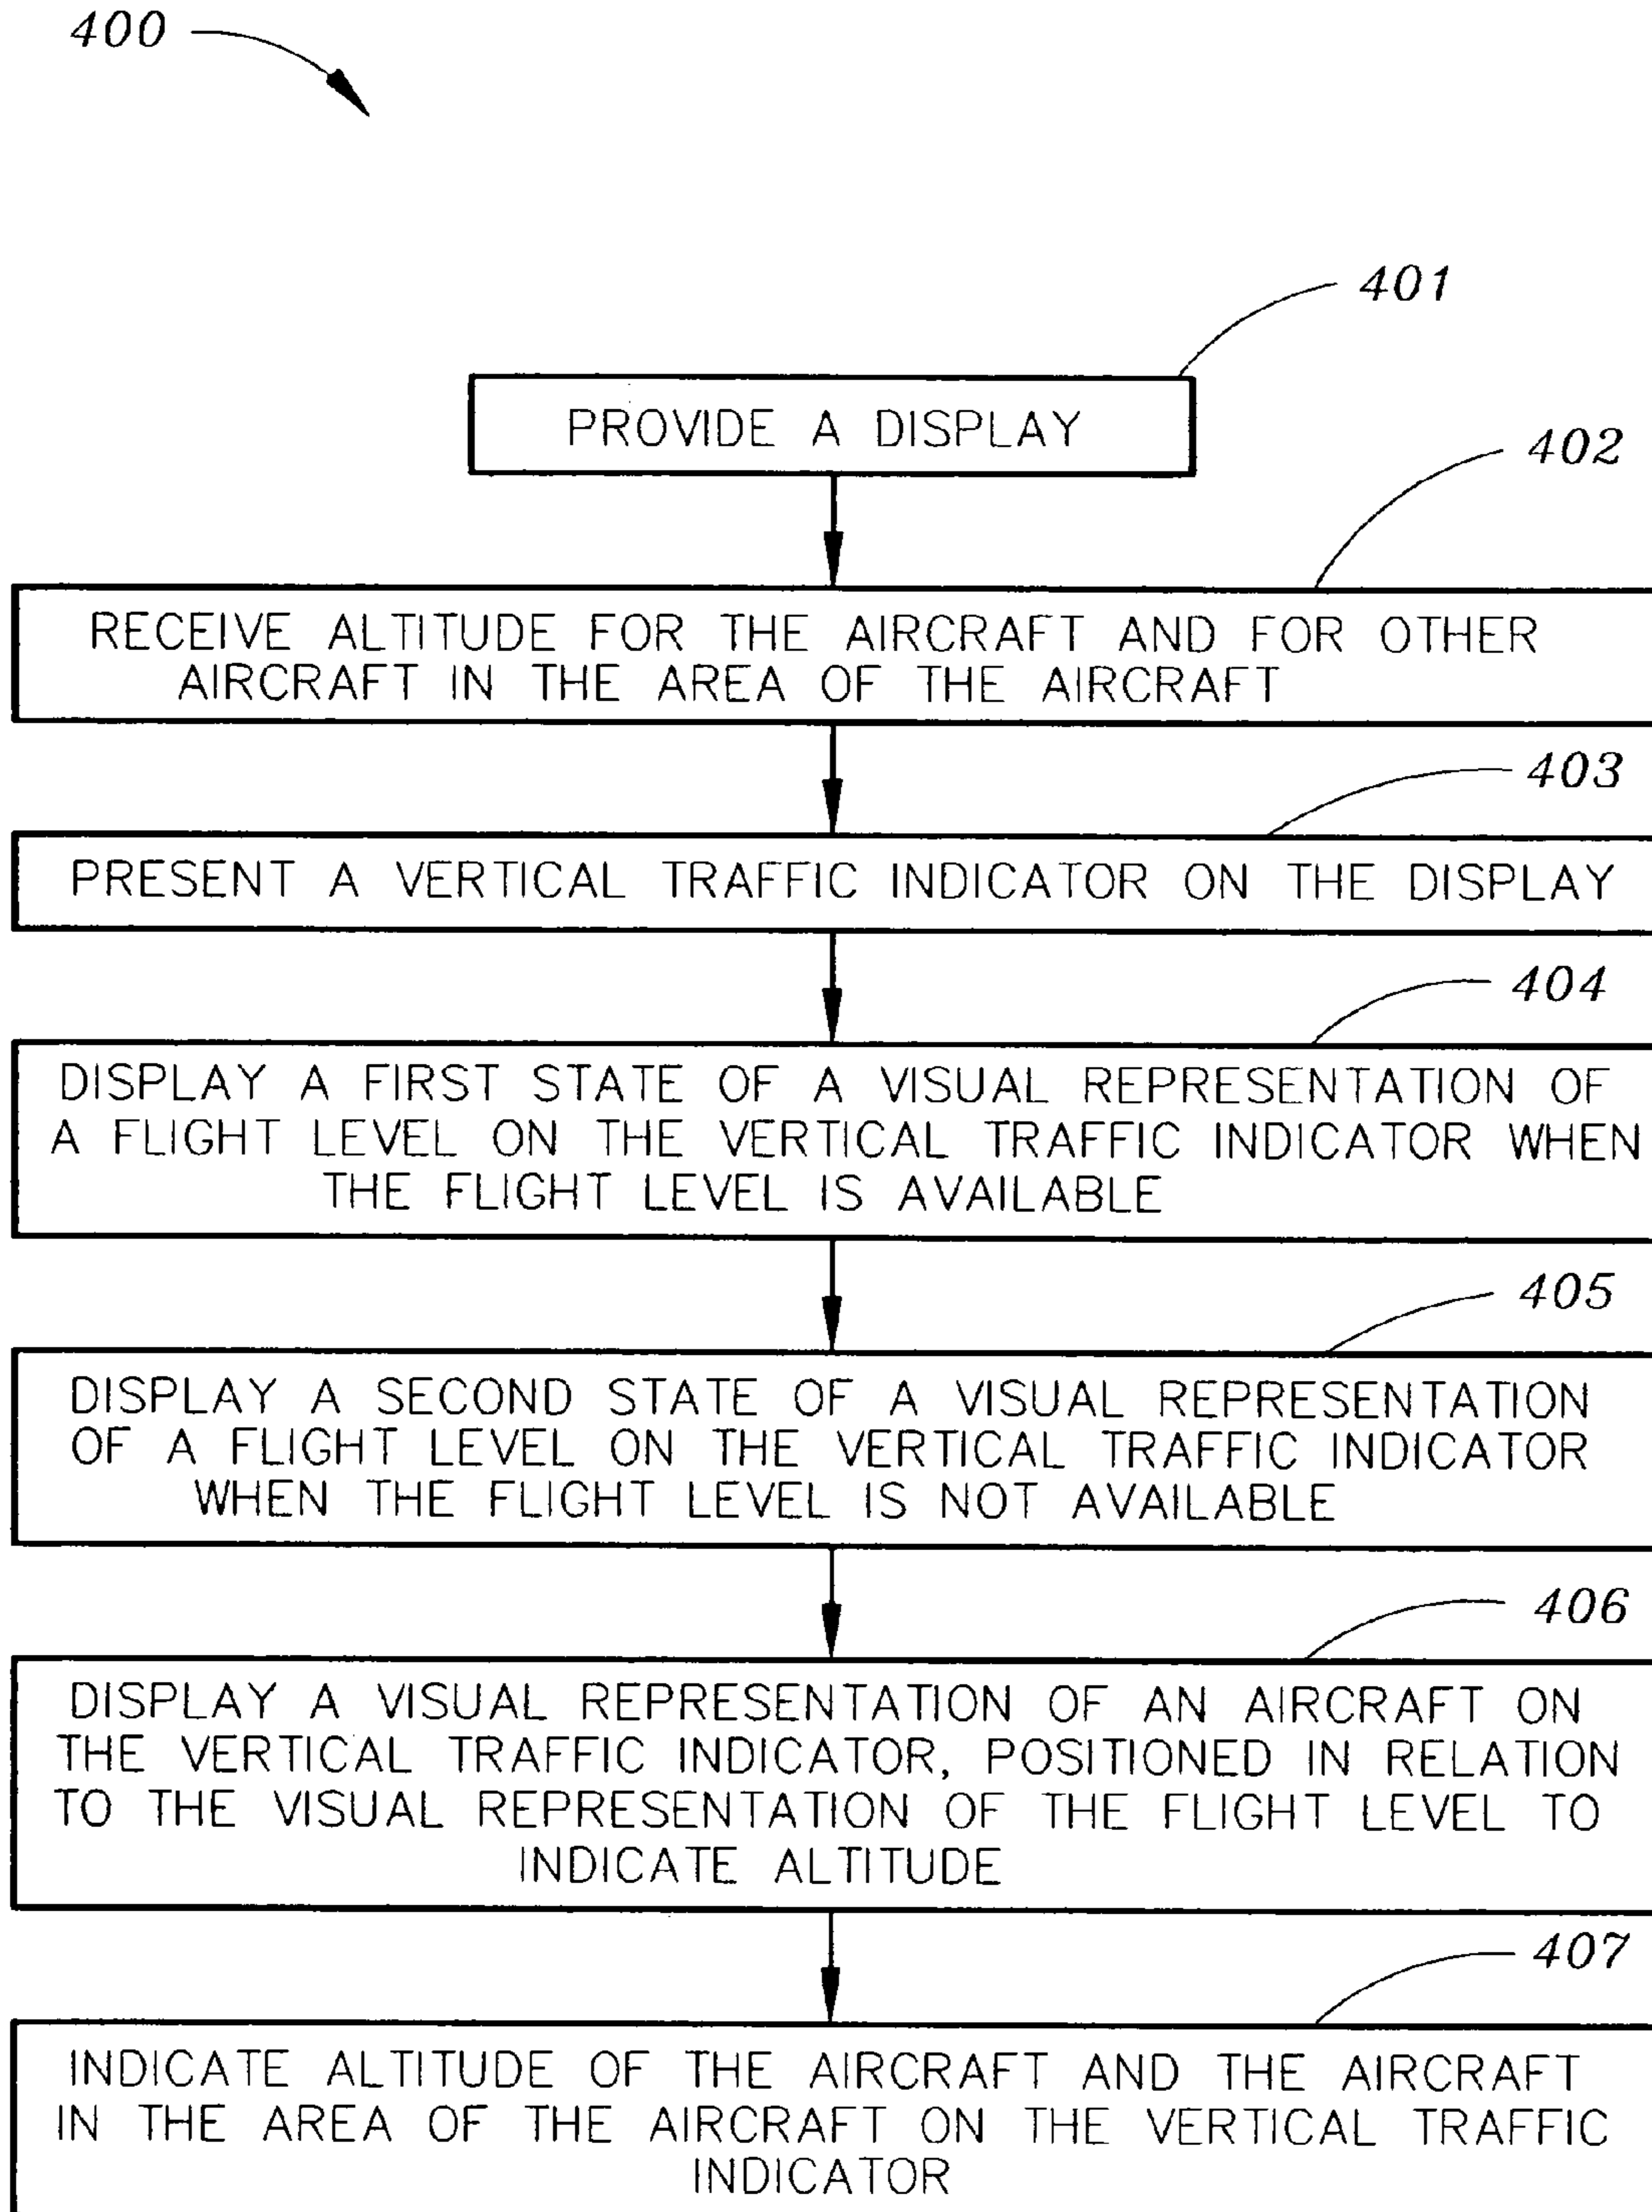 400
401
PROVIDE A DISPLAY
402
RECEIVE ALTITUDE FOR THE AIRCRAFT AND FOR OTHER
AIRCRAFT IN THE AREA OF THE AIRCRAFT
403
PRESENT A VERTICAL TRAFFIC INDICATOR ON THE DISPLAY
404
DISPLAY A FIRST STATE OF A VISUAL REPRESENTATION OF
A FLIGHT LEVEL ON THE VERTICAL TRAFFIC INDICATOR WHEN
THE FLIGHT LEVEL IS AVAILABLE
405
DISPLAY A SECOND STATE OF A VISUAL REPRESENTATION
OF A FLIGHT LEVEL ON THE VERTICAL TRAFFIC INDICATOR
WHEN THE FLIGHT LEVEL IS NOT AVAILABLE
406
DISPLAY A VISUAL REPRESENTATION OF AN AIRCRAFT ON
THE VERTICAL TRAFFIC INDICATOR, POSITIONED IN RELATION
TO THE VISUAL REPRESENTATION OF THE FLIGHT LEVEL TO
INDICATE ALTITUDE
407
INDICATE ALTITUDE OF THE AIRCRAFT AND THE AIRCRAFT
IN THE AREA OF THE AIRCRAFT ON THE VERTICAL TRAFFIC
INDICATOR